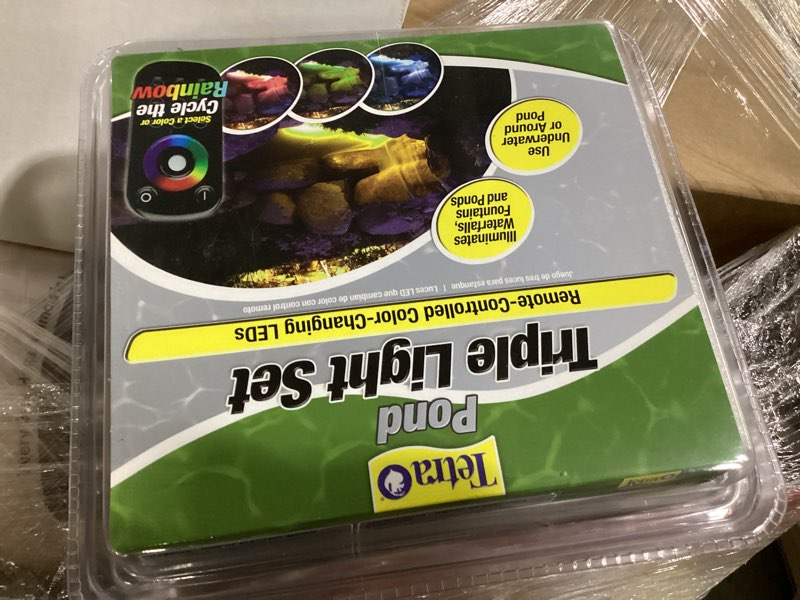 Tetra
Pond
Triple Light Set
Remote-Controlled Color-Changing LEDs
Juego de tres luces para estanque | Luces LED que cambian de color con control remoto
Illuminates
Waterfalls,
Fountains
and Ponds
Use
Underwater
or Around
Pond
Select a Color or
Cycle the
Rainbow